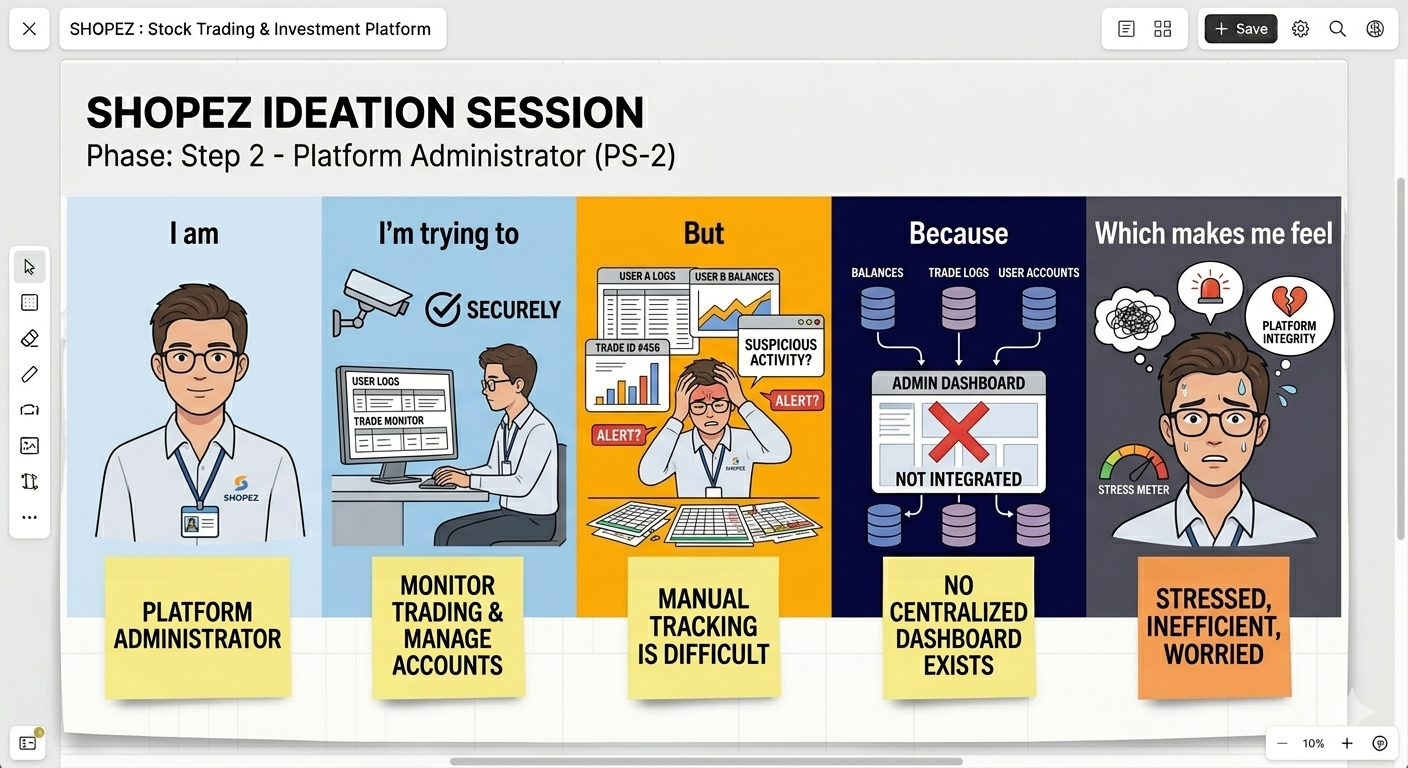 SHOPEZ : Stock Trading & Investment Platform
+ Save
SHOPEZ IDEATION SESSION
Phase: Step 2 - Platform Administrator (PS-2)
I am
SHOPEZ
PLATFORM
ADMINISTRATOR
I'm trying to
SECURELY
USER LOGS
TRADE MONITOR
MONITOR
TRADING &
MANAGE
ACCOUNTS
But
USER A LOGS
USER B BALANCES
SUSPICIOUS
ACTIVITY?
TRADE ID #456
ALERT?
ALERT?
SHOPEZ
MANUAL
TRACKING
IS DIFFICULT
Because
BALANCES
TRADE LOGS
USER ACCOUNTS
ADMIN DASHBOARD
NOT INTEGRATED
NO
CENTRALIZED
DASHBOARD
EXISTS
Which makes me feel
PLATFORM
INTEGRITY
STRESS METER
STRESSED,
INEFFICIENT,
WORRIED
10%